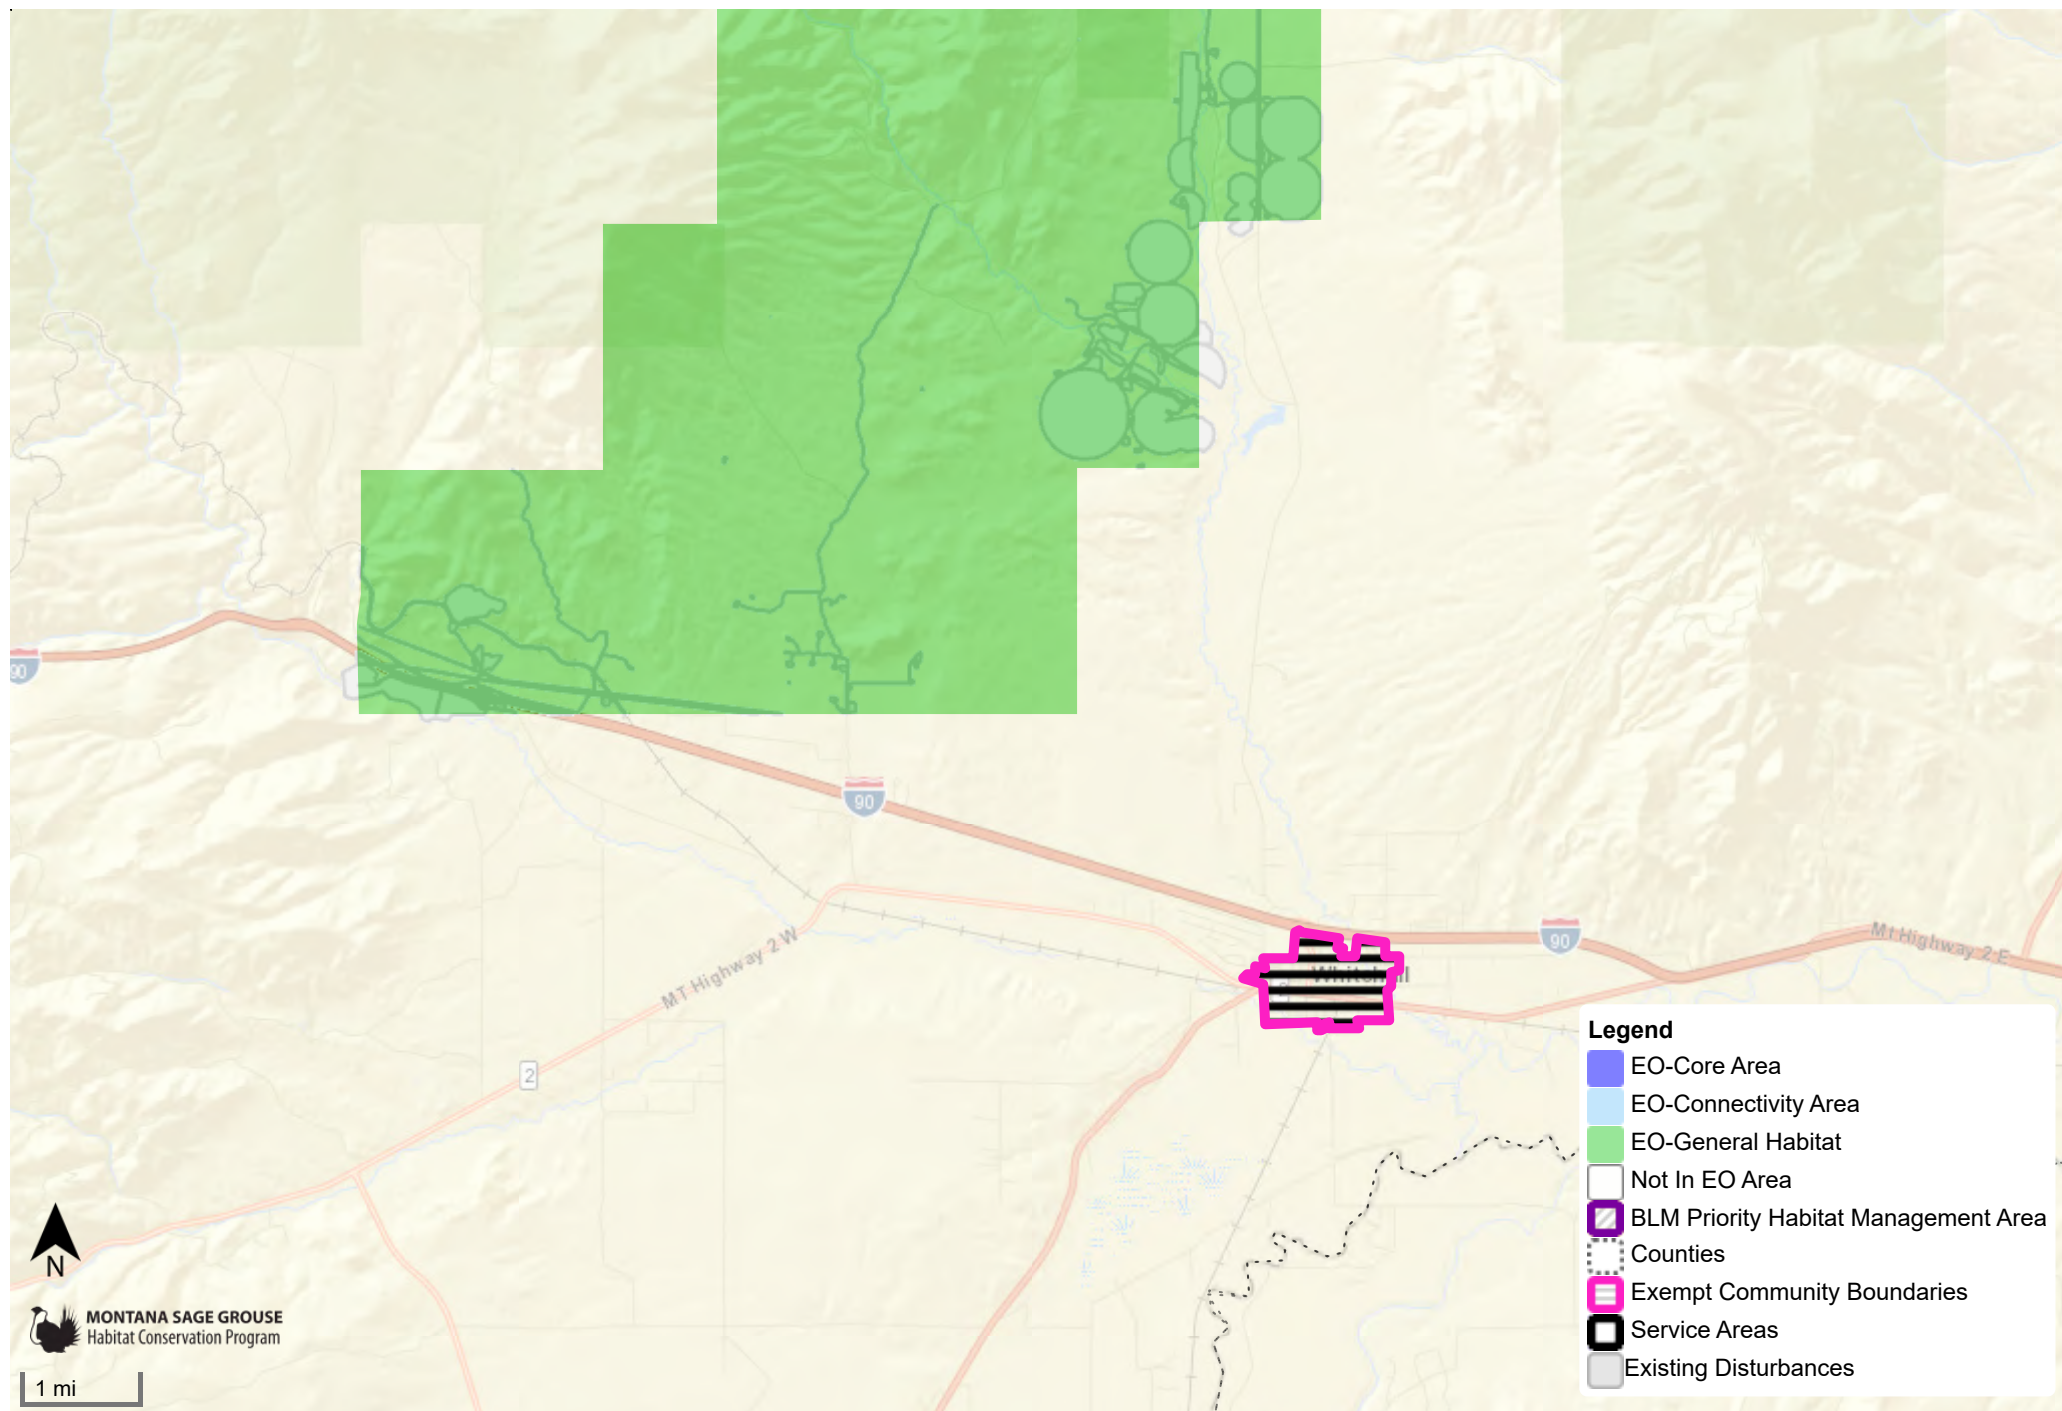 90
90
90
MT Highway 2 W
Mt Highway 2 E
Whitehall
2
2
Legend
EO-Core Area
EO-Connectivity Area
EO-General Habitat
Not In EO Area
BLM Priority Habitat Management Area
Counties
Exempt Community Boundaries
Service Areas
Existing Disturbances
N
MONTANA SAGE GROUSE
Habitat Conservation Program
1 mi